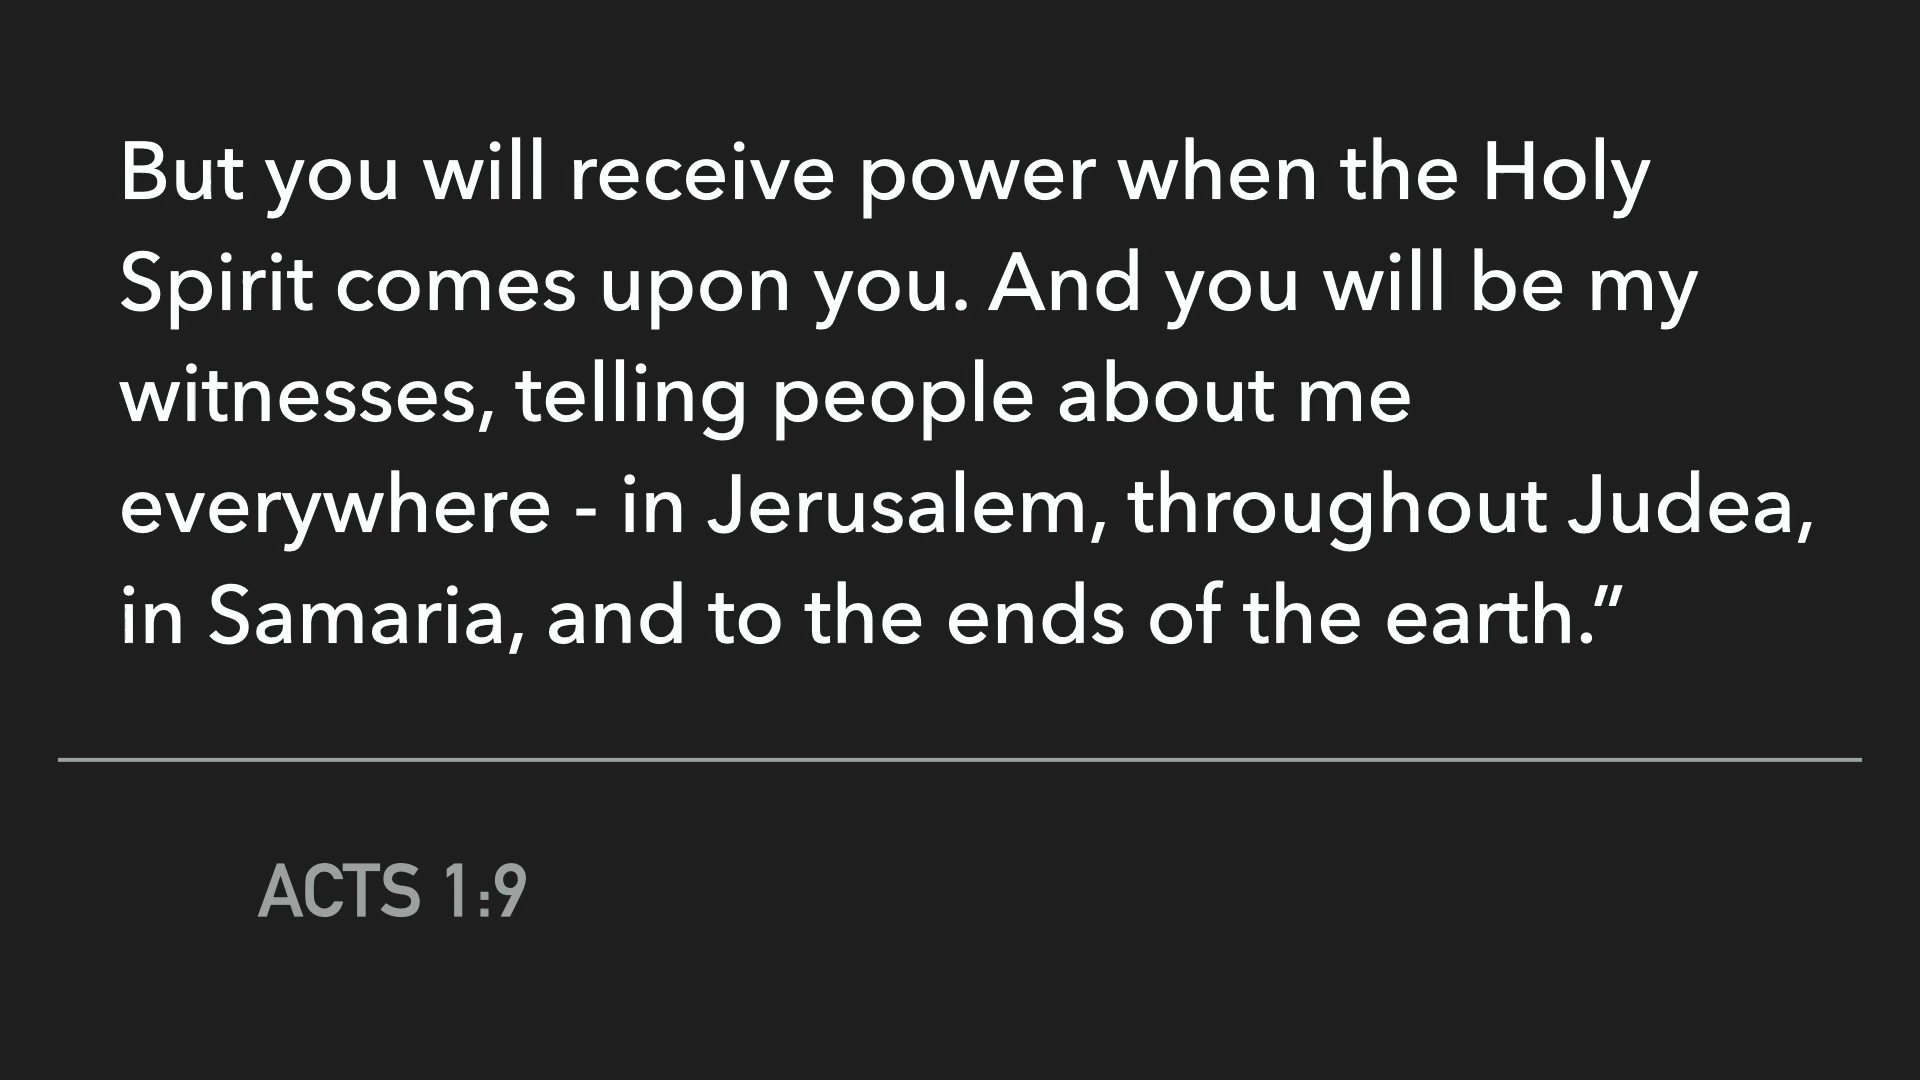 But you will receive power when the Holy
Spirit comes upon you. And you will be my
witnesses, telling people about me
everywhere - in Jerusalem, throughout Judea,
in Samaria, and to the ends of the earth.”
ACTS 1:9